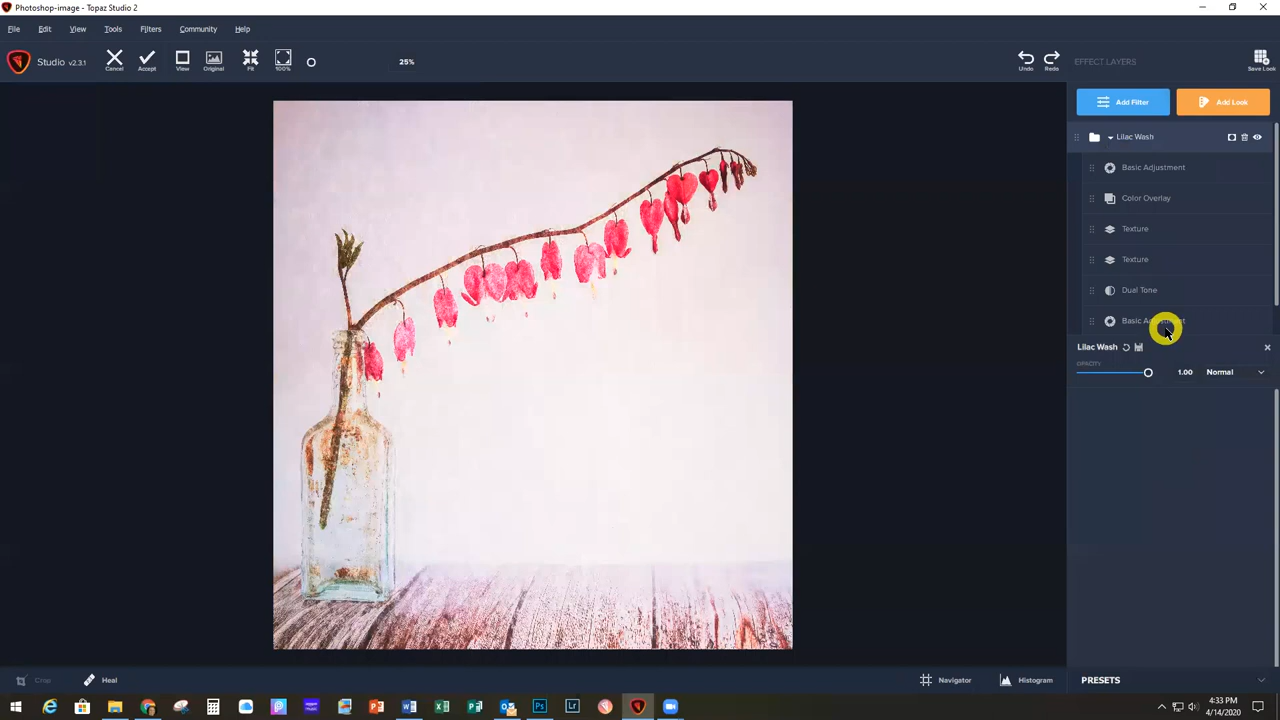 Photoshop-image - Topaz Studio 2
File Edit View Tools Filters Community Help
Studio v2.3.1
Cancel Accept View Original Fit 100% 25% Undo Redo EFFECT LAYERS Save Look
Add Filter Add Look
Lilac Wash
Basic Adjustment
Color Overlay
Texture
Texture
Dual Tone
Lilac Wash
OPACITY
1.00 Normal
Crop Heal Navigator Histogram PRESETS
4:33 PM
4/14/2020